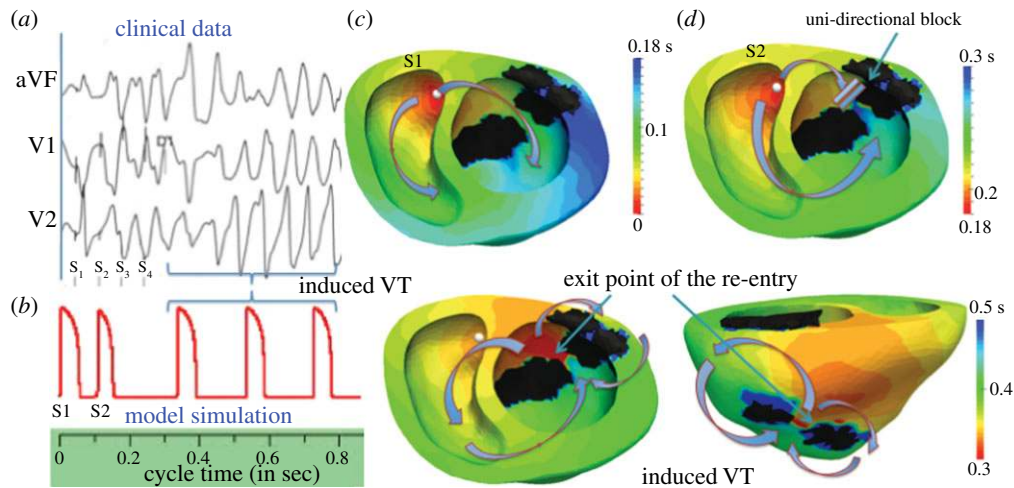 (a)
clinical data
aVF
V1
V2
S1 S2 S3 S4
induced VT
(b)
S1 S2
model simulation
0 0.2 0.4 0.6 0.8
cycle time (in sec)
(c)
S1
0.18 s
0.1
0
(d)
uni-directional block
S2
0.3 s
0.2
0.18
exit point of the re-entry
induced VT
0.5 s
0.4
0.3